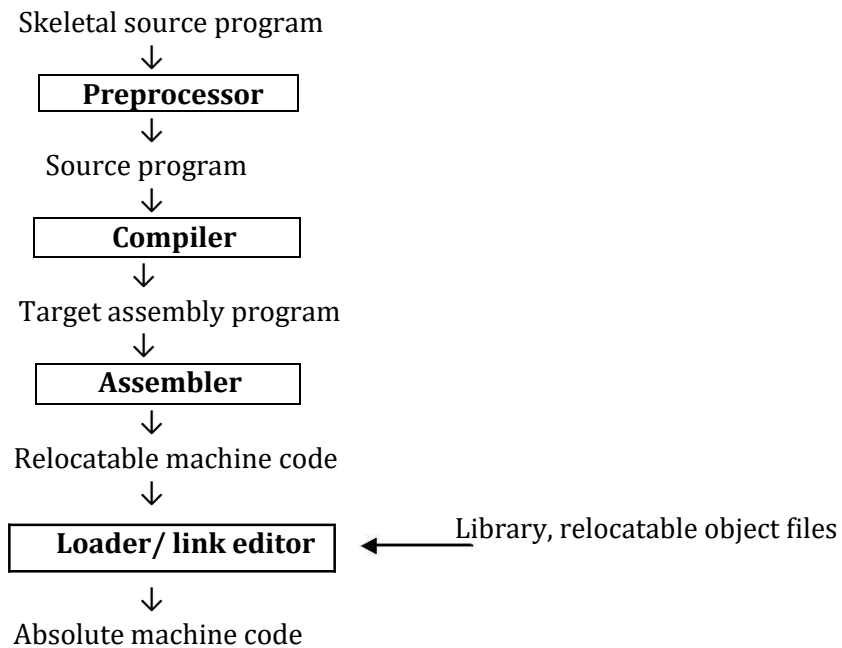 Skeletal source program
↓
Preprocessor
↓
Source program
↓
Compiler
↓
Target assembly program
↓
Assembler
↓
Relocatable machine code
↓
Loader/ link editor
Library, relocatable object files
↓
Absolute machine code